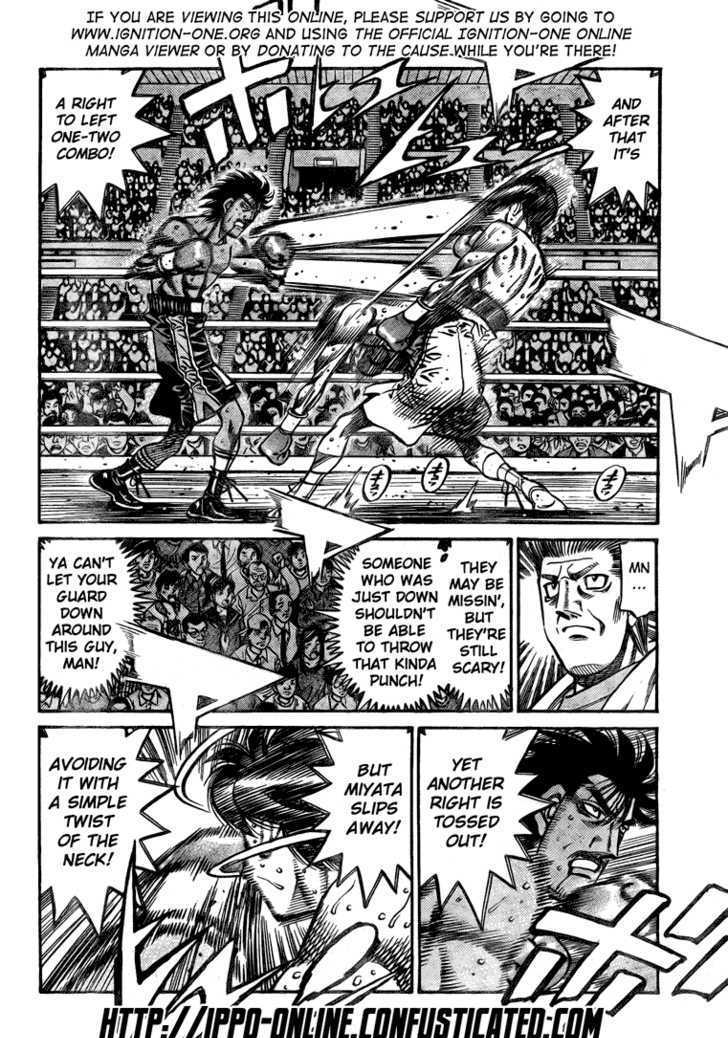 IF YOU ARE VIEWING THIS ONLINE, PLEASE SUPPORT US BY GOING TO
WWW.IGNITION-ONE.ORG AND USING THE OFFICIAL IGNITION-ONE ONLINE
MANGA VIEWER OR BY DONATING TO THE CAUSE WHILE YOU'RE THERE!
AND
AFTER
THAT
IT'S
A RIGHT
TO LEFT
ONE-TWO
COMBO!
MN
...
THEY
MAY BE
MISSIN',
BUT
THEY'RE
STILL
SCARY!
SOMEONE
WHO WAS
JUST DOWN
SHOULDN'T
BE ABLE
TO THROW
THAT KINDA
PUNCH!
YA CAN'T
LET YOUR
GUARD
DOWN
AROUND
THIS GUY,
MAN!
YET
ANOTHER
RIGHT IS
TOSSED
OUT!
BUT
MIYATA
SLIPS
AWAY!
AVOIDING
IT WITH
A SIMPLE
TWIST
OF THE
NECK!
HTTP://IPPO-ONLINE.CONFUSTICATED.COM